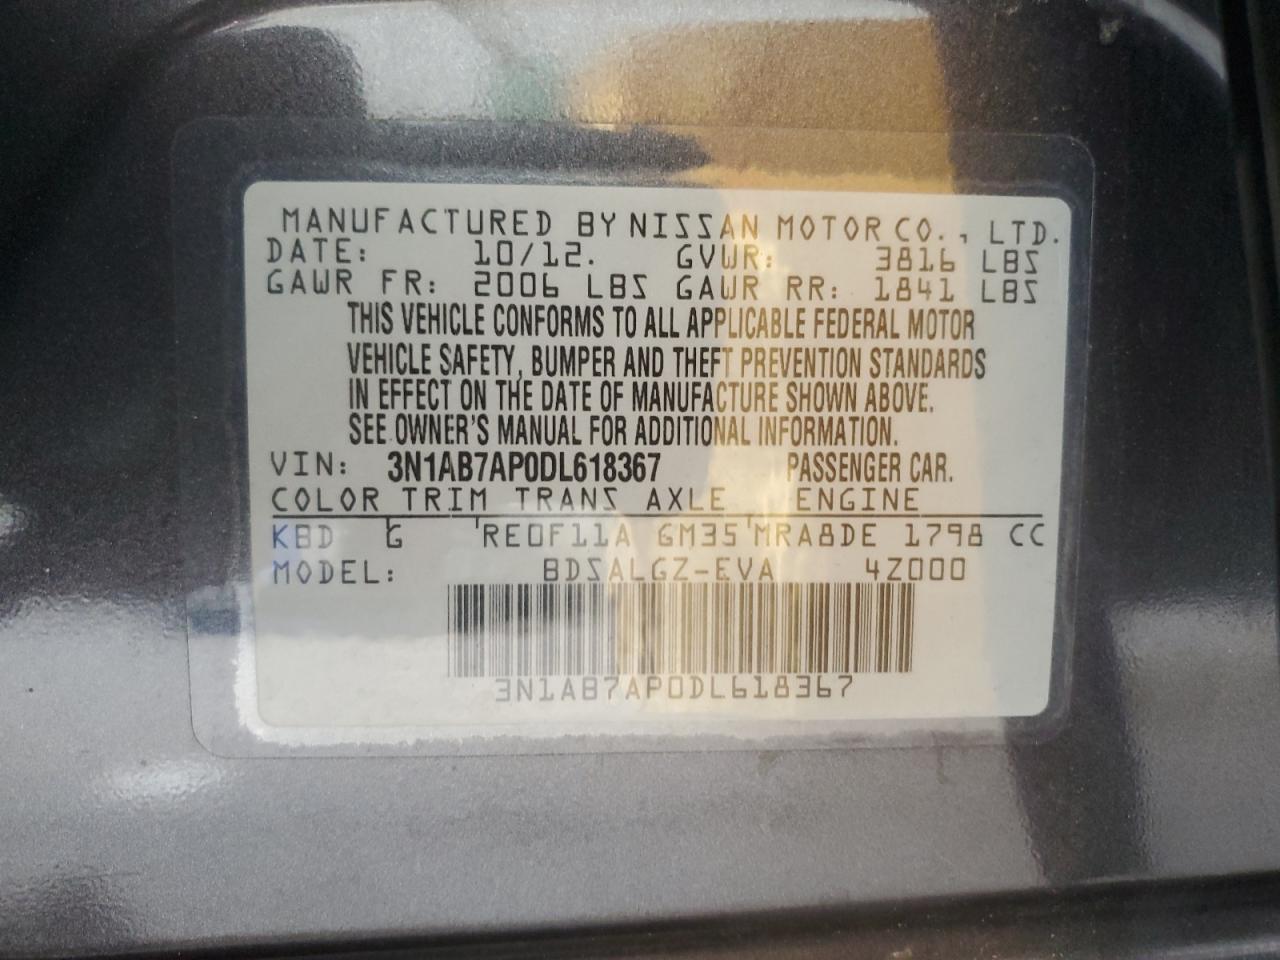 MANUFACTURED BY NISSAN MOTOR CO., LTD.
DATE: 10/12. GVWR: 3816 LBS
GAWR FR: 2006 LBS GAWR RR: 1841 LBS
THIS VEHICLE CONFORMS TO ALL APPLICABLE FEDERAL MOTOR
VEHICLE SAFETY, BUMPER AND THEFT PREVENTION STANDARDS
IN EFFECT ON THE DATE OF MANUFACTURE SHOWN ABOVE.
SEE OWNER'S MANUAL FOR ADDITIONAL INFORMATION.
VIN: 3N1AB7AP0DL618367 PASSENGER CAR.
COLOR TRIM TRANS AXLE ENGINE
KBD G 'RE0F11A GM35'MRA8DE 1798 CC
MODEL: BDSALGZ-EVA 4Z000
3N1AB7AP0DL618367